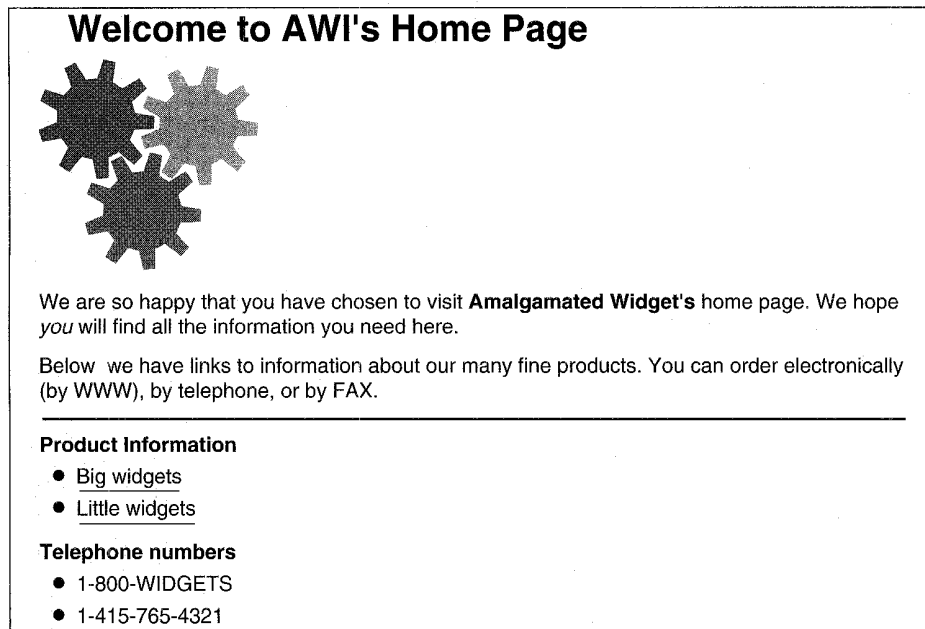 Welcome to AWI's Home Page
We are so happy that you have chosen to visit Amalgamated Widget's home page. We hope
you will find all the information you need here.
Below we have links to information about our many fine products. You can order electronically
(by WWW), by telephone, or by FAX.
Product Information
● Big widgets
● Little widgets
Telephone numbers
● 1-800-WIDGETS
● 1-415-765-4321